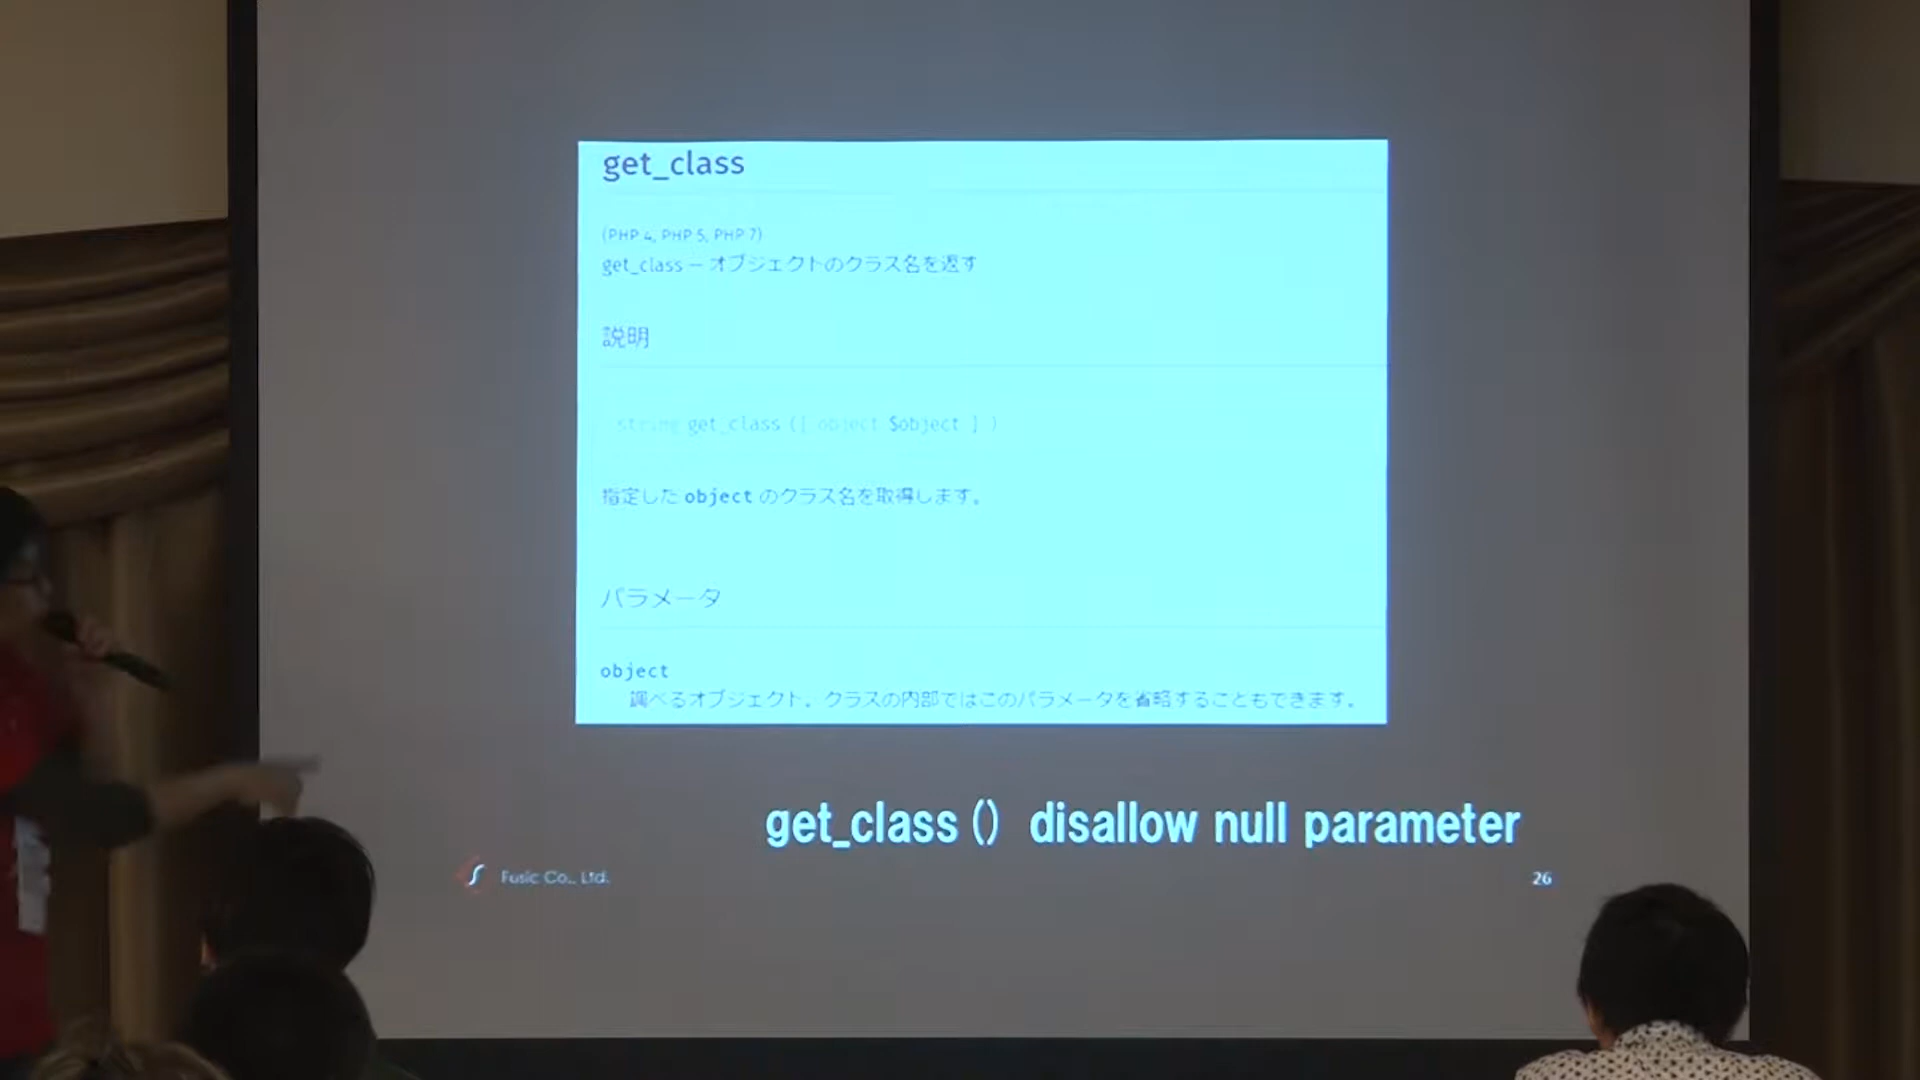 get_class
(PHP 4, PHP 5, PHP 7)
get_class — オブジェクトのクラス名を返す
説明
string get_class ([ object $object ] )
指定した object のクラス名を取得します。
パラメータ
object
調べるオブジェクト。クラスの内部ではこのパラメータを省略することもできます。
get_class () disallow null parameter
Fusic Co., Ltd.
26